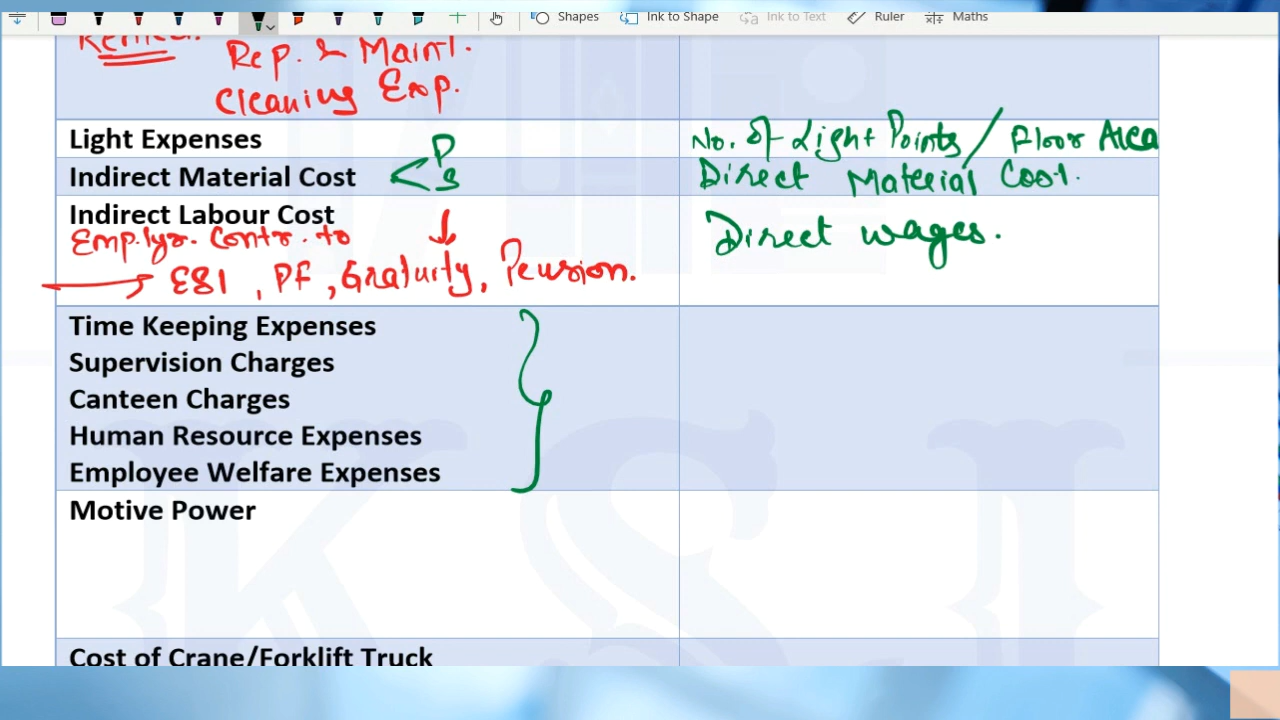 Shapes Ink to Shape Ink to Text Ruler Maths
Rep. & Maint.
Cleaning Exp.
Light Expenses P No. of Light Points / Floor Area
Indirect Material Cost S Direct Material Cost.
Indirect Labour Cost Direct wages.
Emplyr. Contr. to
ESI, PF, Gratuity, Pension.
Time Keeping Expenses
Supervision Charges
Canteen Charges
Human Resource Expenses
Employee Welfare Expenses
Motive Power
Cost of Crane/Forklift Truck
KSI